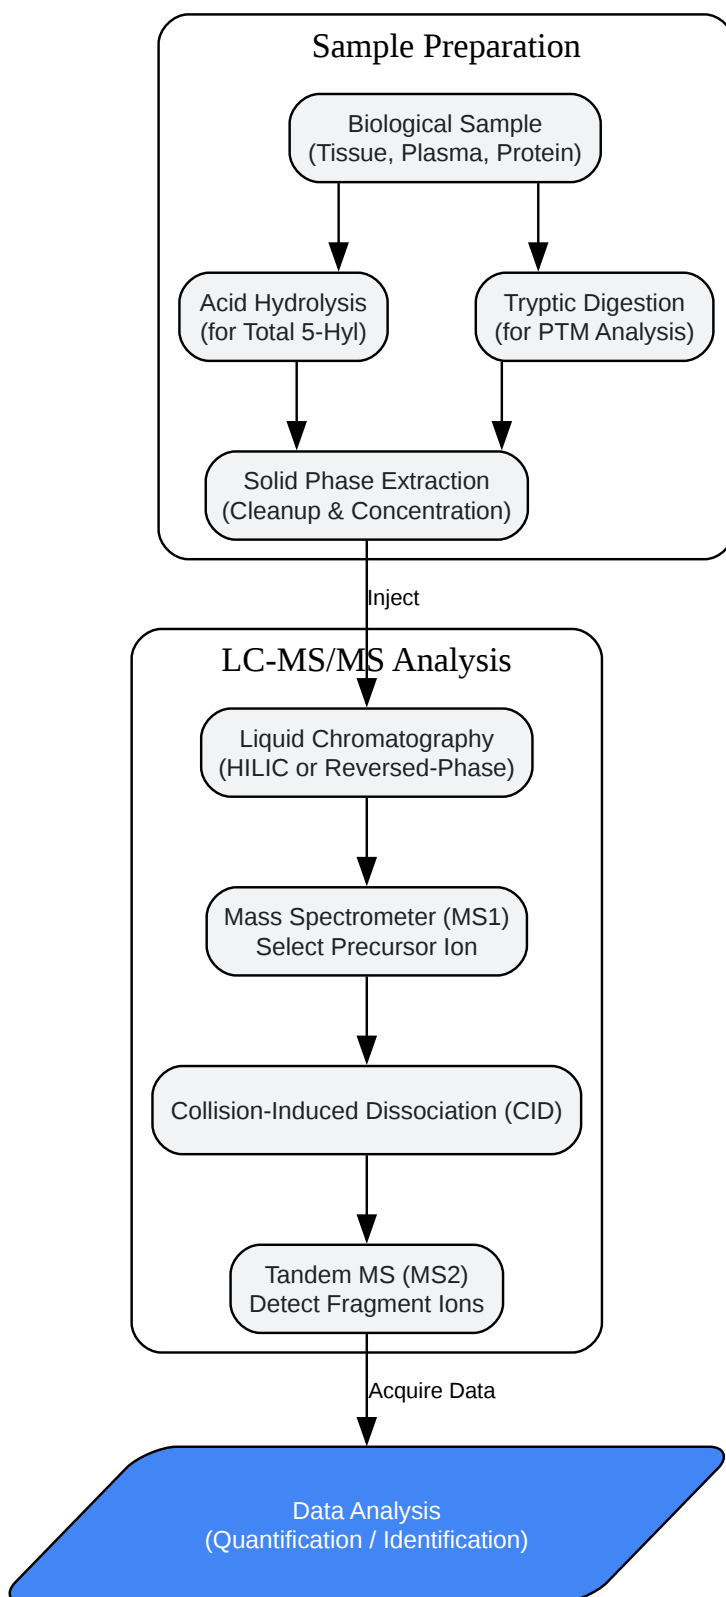 Sample Preparation
Biological Sample
(Tissue, Plasma, Protein)
Acid Hydrolysis
(for Total 5-Hyl)
Tryptic Digestion
(for PTM Analysis)
Solid Phase Extraction
(Cleanup & Concentration)
Inject
LC-MS/MS Analysis
Liquid Chromatography
(HILIC or Reversed-Phase)
Mass Spectrometer (MS1)
Select Precursor Ion
Collision-Induced Dissociation (CID)
Tandem MS (MS2)
Detect Fragment Ions
Acquire Data
Data Analysis
(Quantification / Identification)